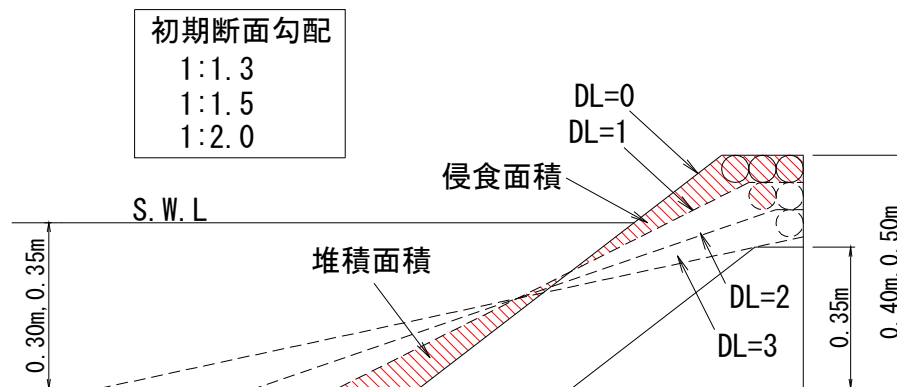 初期断面勾配
1:1.3
1:1.5
1:2.0
DL=0
DL=1
侵食面積
S.W.L
堆積面積
0.30m, 0.35m
DL=2
DL=3
0.35m
0.40m, 0.50m